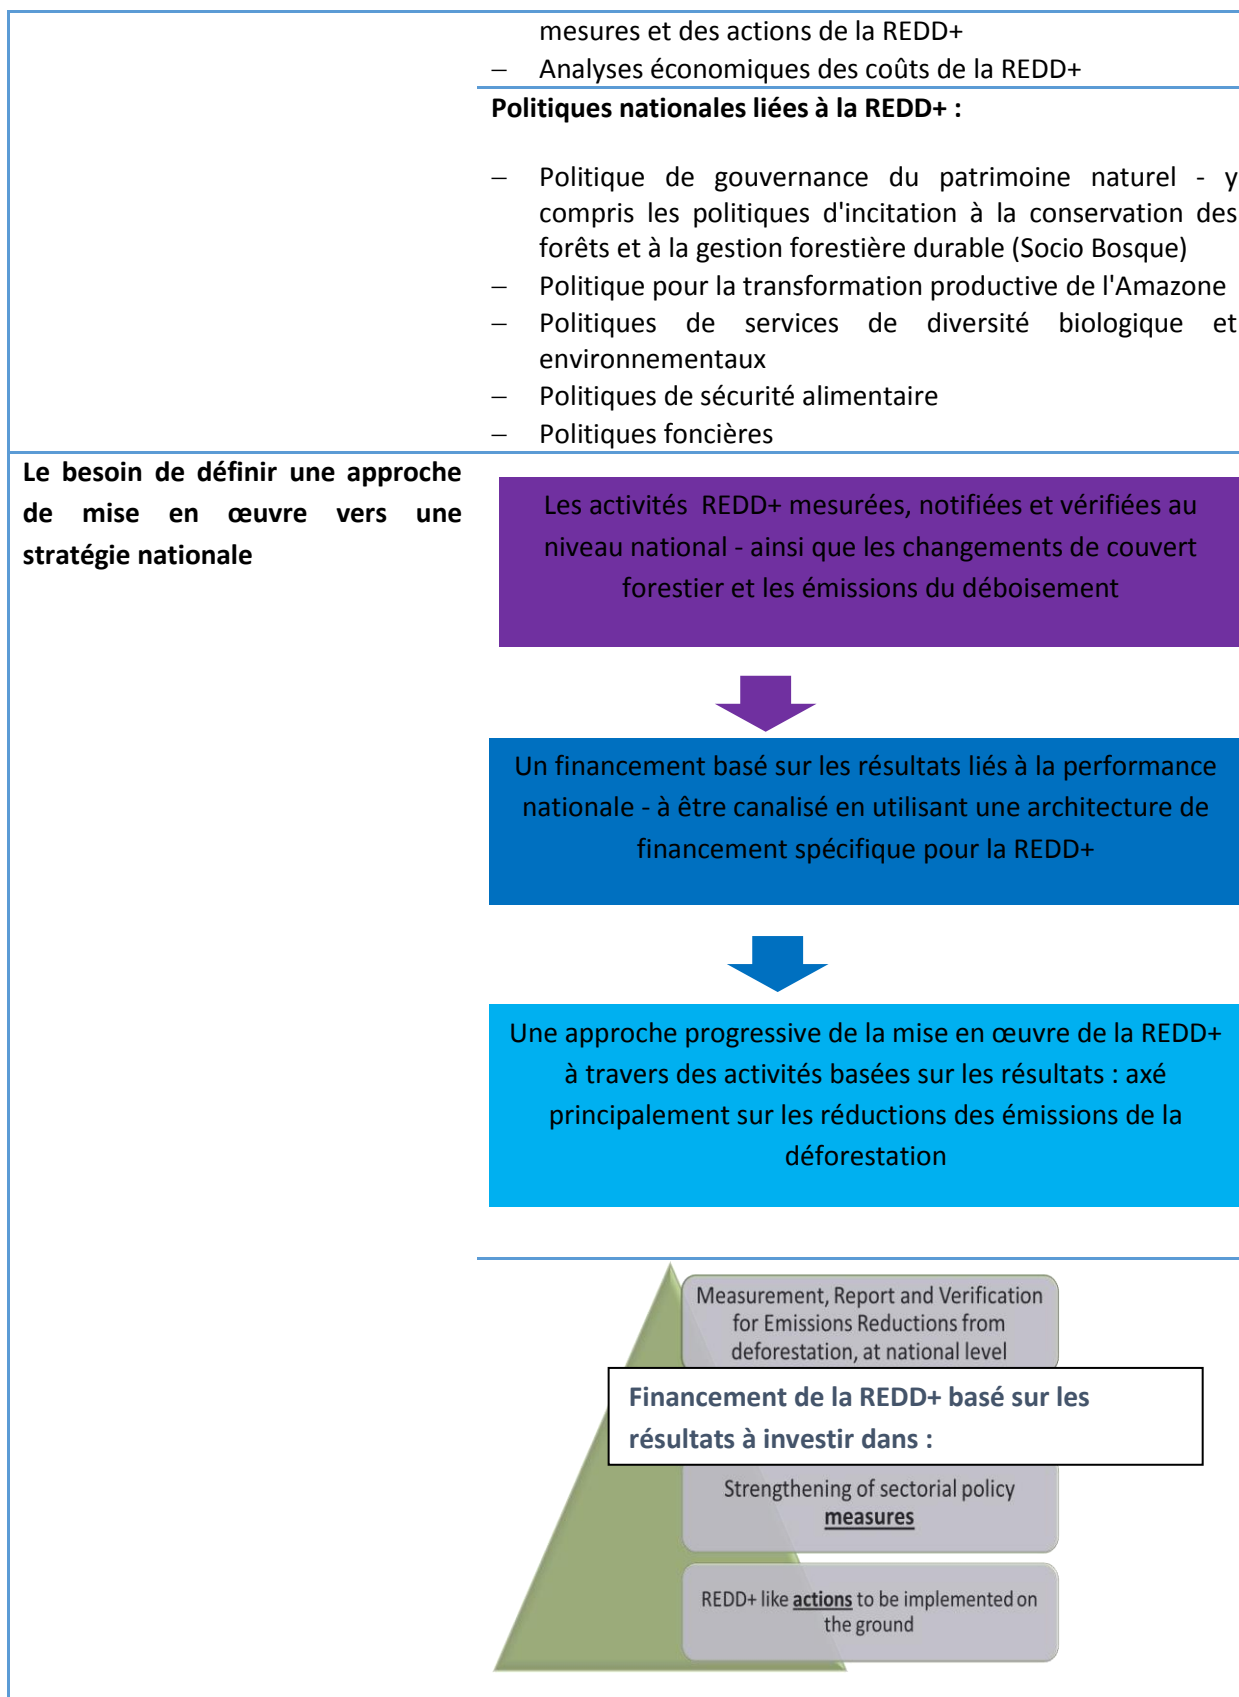 mesures et des actions de la REDD+
– Analyses économiques des coûts de la REDD+
Politiques nationales liées à la REDD+ :
– Politique de gouvernance du patrimoine naturel - y
compris les politiques d'incitation à la conservation des
forêts et à la gestion forestière durable (Socio Bosque)
– Politique pour la transformation productive de l'Amazone
– Politiques de services de diversité biologique et
environnementaux
– Politiques de sécurité alimentaire
– Politiques foncières
Le besoin de définir une approche
de mise en œuvre vers une
stratégie nationale
Les activités REDD+ mesurées, notifiées et vérifiées au
niveau national - ainsi que les changements de couvert
forestier et les émissions du déboisement
Un financement basé sur les résultats liés à la performance
nationale - à être canalisé en utilisant une architecture de
financement spécifique pour la REDD+
Une approche progressive de la mise en œuvre de la REDD+
à travers des activités basées sur les résultats : axé
principalement sur les réductions des émissions de la
déforestation
Measurement, Report and Verification
for Emissions Reductions from
deforestation, at national level
Financement de la REDD+ basé sur les
résultats à investir dans :
Strengthening of sectorial policy
measures
REDD+ like actions to be implemented on
the ground